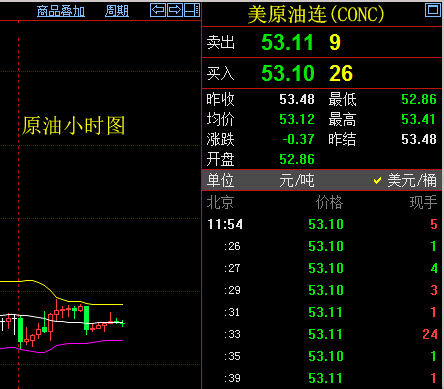 商品叠加 周期
美原油连(CONC)
卖出 53.11 9
买入 53.10 26
昨收 53.48 最低 52.86
均价 53.12 最高 53.41
涨跌 -0.37 昨结 53.48
开盘 52.86
单位 元/吨 美元/桶
北京 价格 现手
11:54 53.10 5
:26 53.10 1
:27 53.10 4
:29 53.10 3
:31 53.11 1
:33 53.11 24
:35 53.10 1
:39 53.11 1
原油小时图